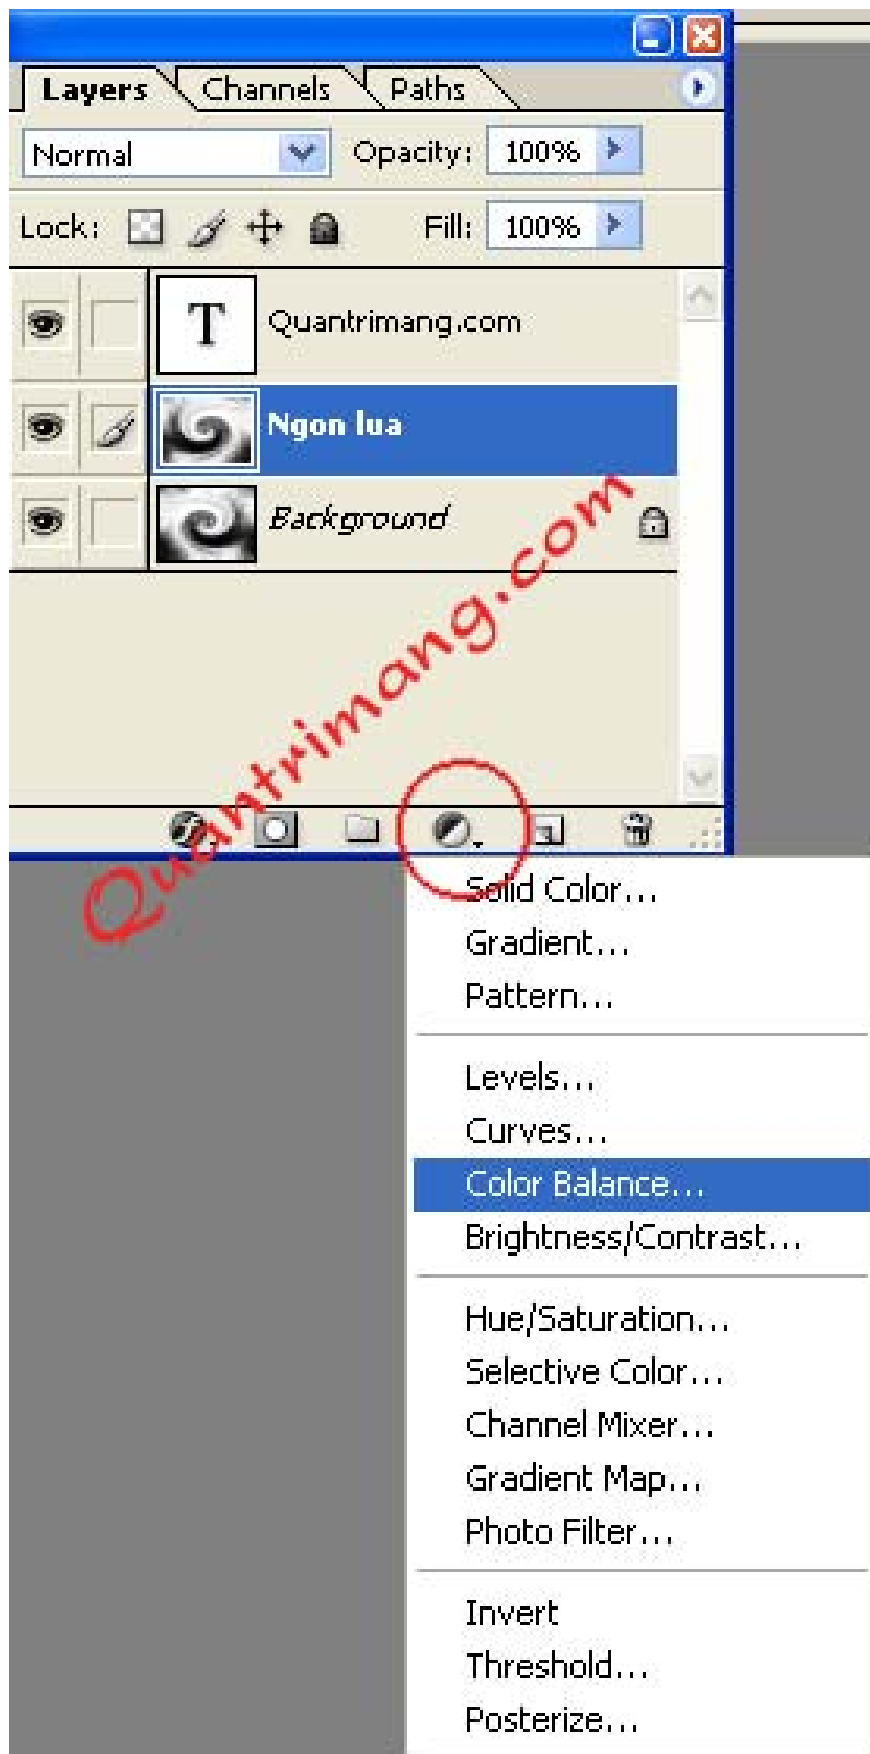 Layers Channels Paths
Normal Opacity: 100%
Lock: Fill: 100%
T Quantrimang.com
Ngon lua
Background
Quantrimang.com
Solid Color...
Gradient...
Pattern...
Levels...
Curves...
Color Balance...
Brightness/Contrast...
Hue/Saturation...
Selective Color...
Channel Mixer...
Gradient Map...
Photo Filter...
Invert
Threshold...
Posterize...